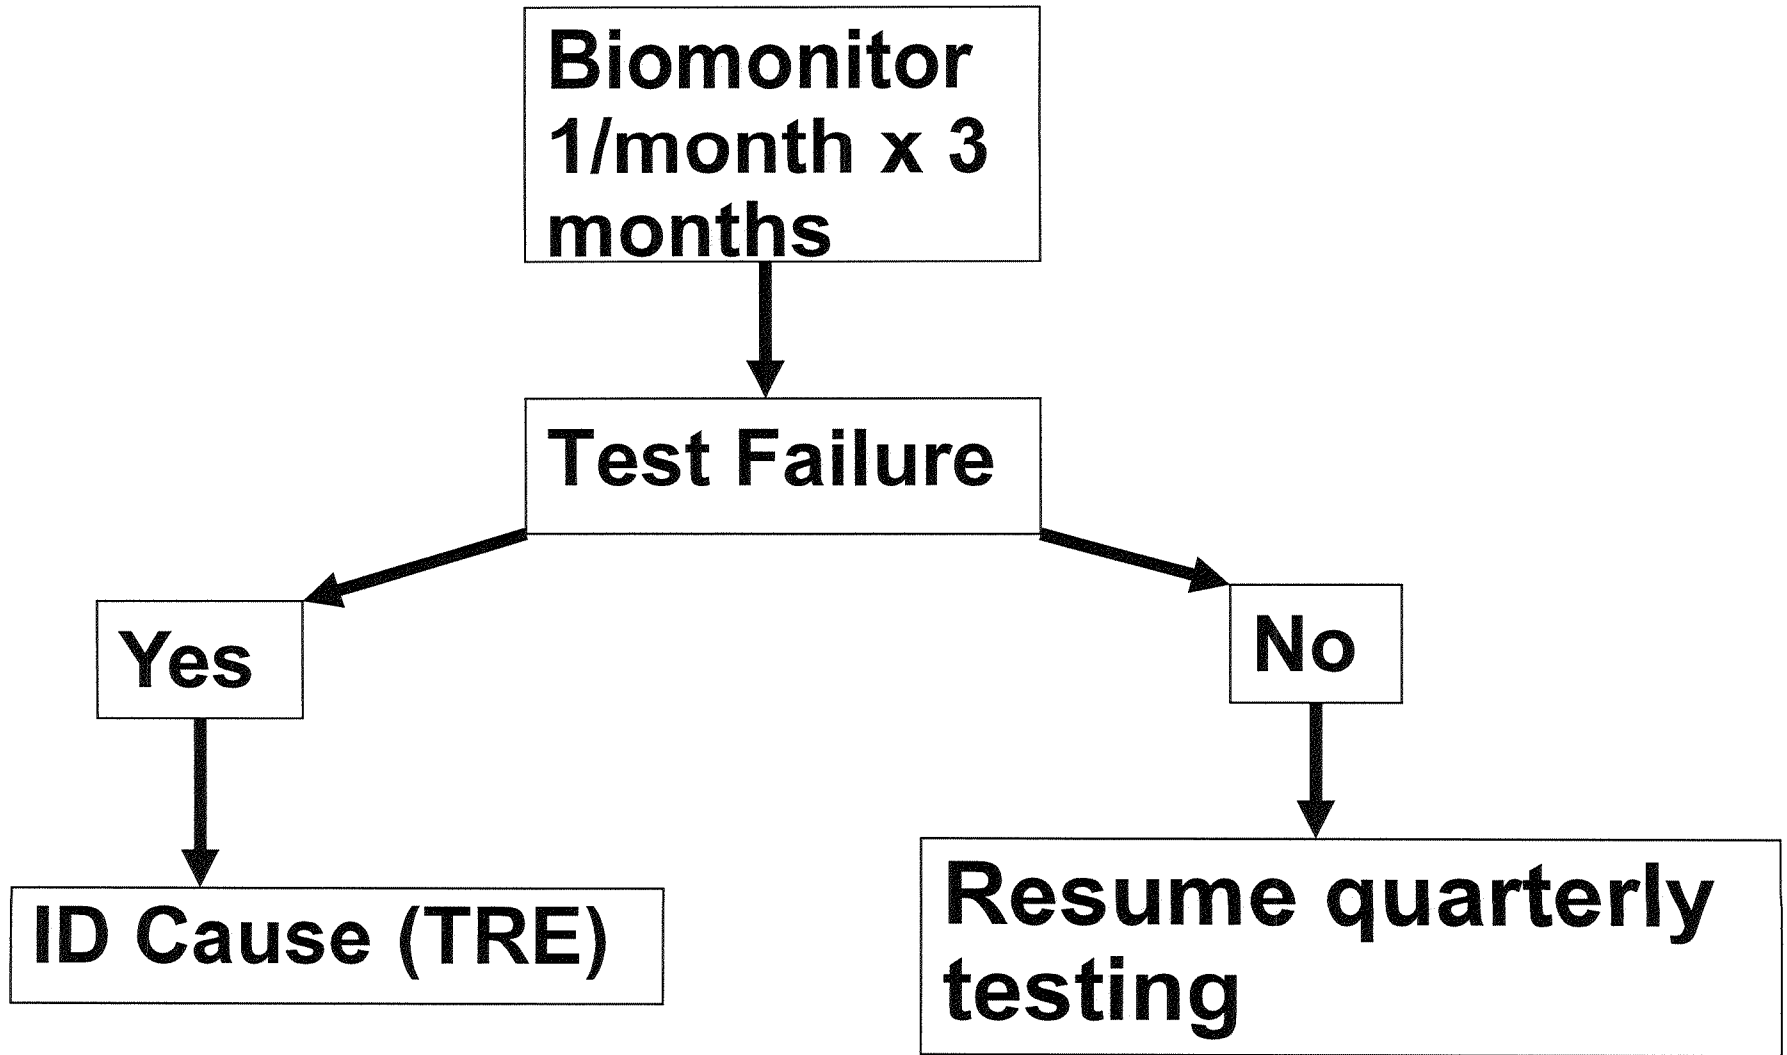 Biomonitor
1/month x 3
months
Test Failure
Yes
No
ID Cause (TRE)
Resume quarterly
testing